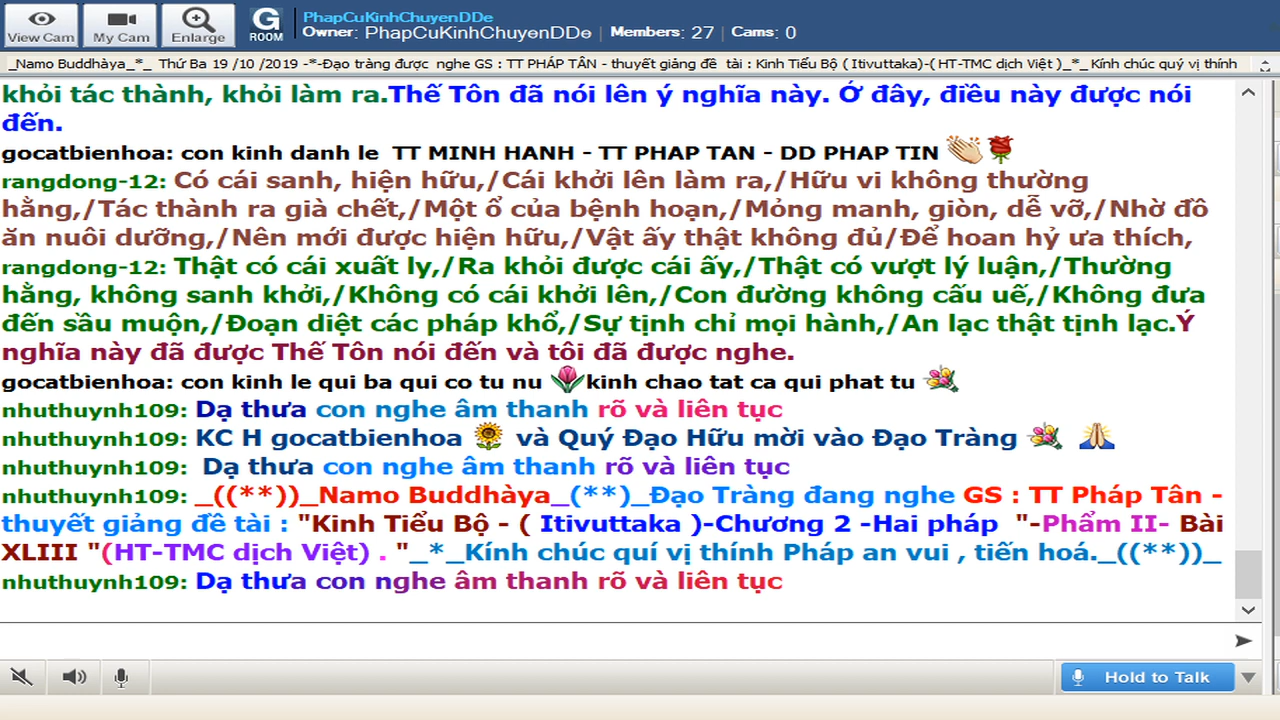 PhapCuKinhChuyenDDe
Owner: PhapCuKinhChuyenDDe | Members: 27 | Cams: 0
View Cam
My Cam
Enlarge
G ROOM
_Namo Buddhàya_*_ Thứ Ba 19 /10 /2019 -*-Đạo tràng được nghe GS : TT PHÁP TÂN - thuyết giảng đề tài : Kinh Tiểu Bộ ( Itivuttaka)-( HT-TMC dịch Việt )_*_ Kính chúc quý vị thính
khỏi tác thành, khỏi làm ra.Thế Tôn đã nói lên ý nghĩa này. Ở đây, điều này được nói
đến.
gocatbienhoa: con kinh danh le TT MINH HANH - TT PHAP TAN - DD PHAP TIN
rangdong-12: Có cái sanh, hiện hữu,/Cái khởi lên làm ra,/Hữu vi không thường
hằng,/Tác thành ra già chết,/Một ổ của bệnh hoạn,/Mỏng manh, giòn, dễ vỡ,/Nhờ đồ
ăn nuôi dưỡng,/Nên mới được hiện hữu,/Vật ấy thật không đủ/Để hoan hỷ ưa thích,
rangdong-12: Thật có cái xuất ly,/Ra khỏi được cái ấy,/Thật có vượt lý luận,/Thường
hằng, không sanh khởi,/Không có cái khởi lên,/Con đường không cấu uế,/Không đưa
đến sầu muộn,/Đoạn diệt các pháp khổ,/Sự tịnh chỉ mọi hành,/An lạc thật tịnh lạc.Ý
nghĩa này đã được Thế Tôn nói đến và tôi đã được nghe.
gocatbienhoa: con kinh le qui ba qui co tu nu kinh chao tat ca qui phat tu
nhuthuynh109: Dạ thưa con nghe âm thanh rõ và liên tục
nhuthuynh109: KC H gocatbienhoa và Quý Đạo Hữu mời vào Đạo Tràng
nhuthuynh109: Dạ thưa con nghe âm thanh rõ và liên tục
nhuthuynh109: _((**))_Namo Buddhàya_(**)_Đạo Tràng đang nghe GS : TT Pháp Tân -
thuyết giảng đề tài : "Kinh Tiểu Bộ - ( Itivuttaka )-Chương 2 -Hai pháp "-Phẩm II- Bài
XLIII "(HT-TMC dịch Việt) . "_*_Kính chúc quí vị thính Pháp an vui , tiến hoá._((**))_
nhuthuynh109: Dạ thưa con nghe âm thanh rõ và liên tục
Hold to Talk